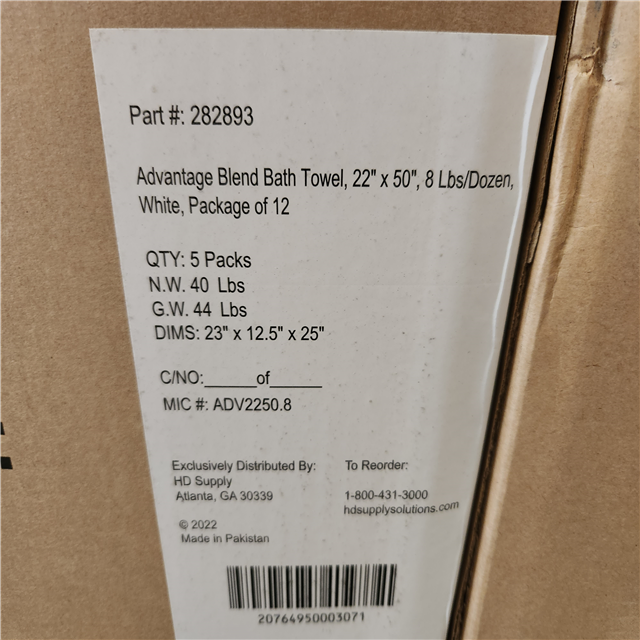 Part #: 282893
Advantage Blend Bath Towel, 22" x 50", 8 Lbs/Dozen,
White, Package of 12
QTY: 5 Packs
N.W. 40 Lbs
G.W. 44 Lbs
DIMS: 23" x 12.5" x 25"
C/NO:______of______
MIC #: ADV2250.8
Exclusively Distributed By:
HD Supply
Atlanta, GA 30339
To Reorder:
1-800-431-3000
hdsupplysolutions.com
© 2022
Made in Pakistan
20764950003071